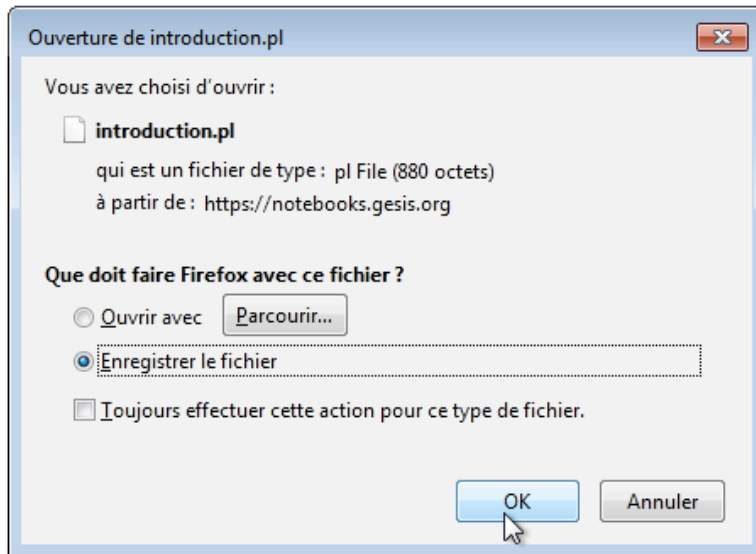 Ouverture de introduction.pl
Vous avez choisi d'ouvrir :
introduction.pl
qui est un fichier de type : pl File (880 octets)
à partir de : https://notebooks.gesis.org
Que doit faire Firefox avec ce fichier ?
Ouvrir avec Parcourir...
Enregistrer le fichier
Toujours effectuer cette action pour ce type de fichier.
OK Annuler